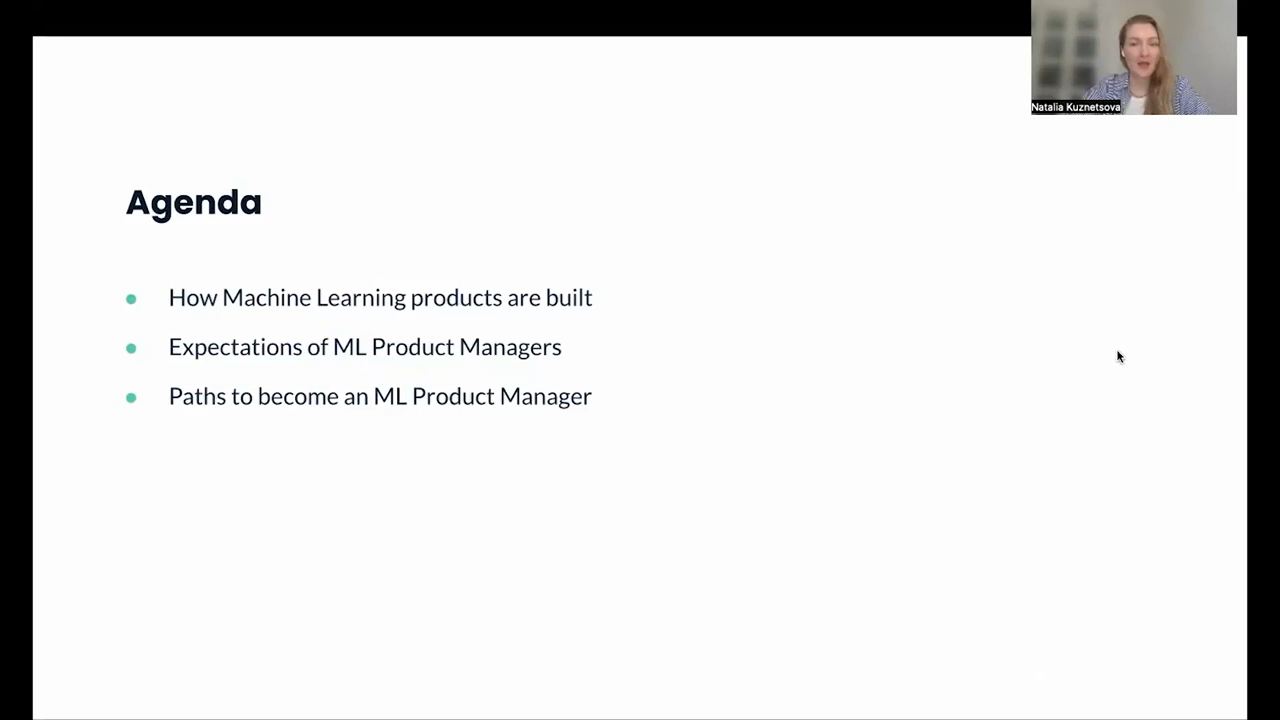 Natalia Kuznetsova
Agenda
How Machine Learning products are built
Expectations of ML Product Managers
Paths to become an ML Product Manager